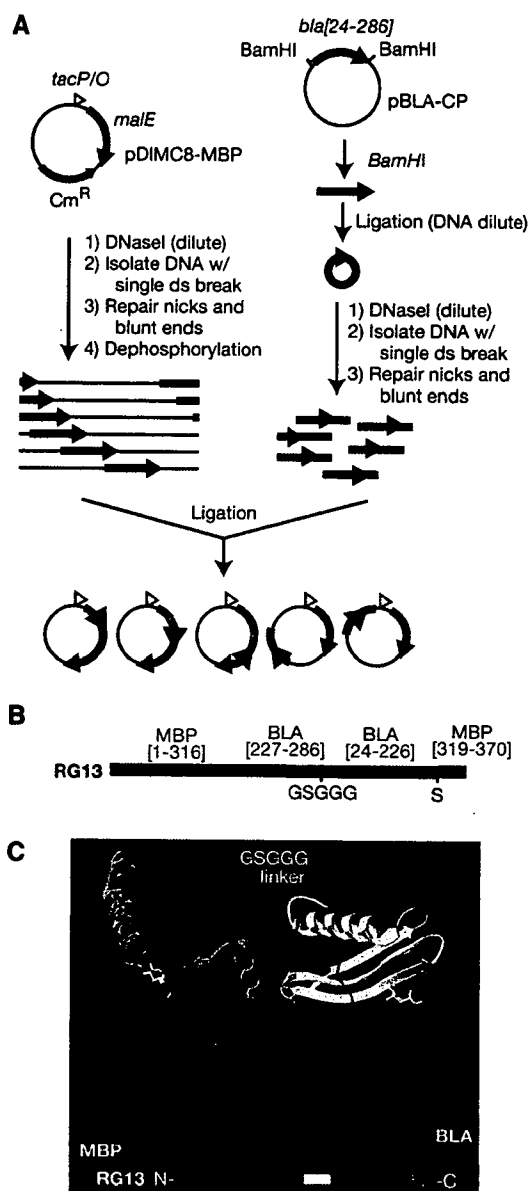 A
bla[24-286]
BamHI
BamHI
tacP/O
malE
pBLA-CP
pDIMC8-MBP
BamHI
CmR
Ligation (DNA dilute)
1) DNaseI (dilute)
2) Isolate DNA w/
single ds break
3) Repair nicks and
blunt ends
4) Dephosphorylation
1) DNaseI (dilute)
2) Isolate DNA w/
single ds break
3) Repair nicks and
blunt ends
Ligation
B
MBP
[1-316]
BLA
[227-286]
BLA
[24-226]
MBP
[319-370]
RG13
GSGGG
S
C
GSGGG
linker
MBP
BLA
RG13 N-
-C